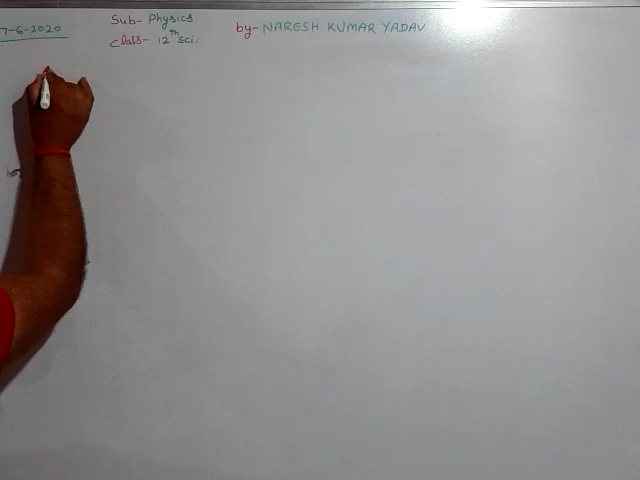 7-6-2020
Sub- Physics
Class- 12th sci.
by- NARESH KUMAR YADAV